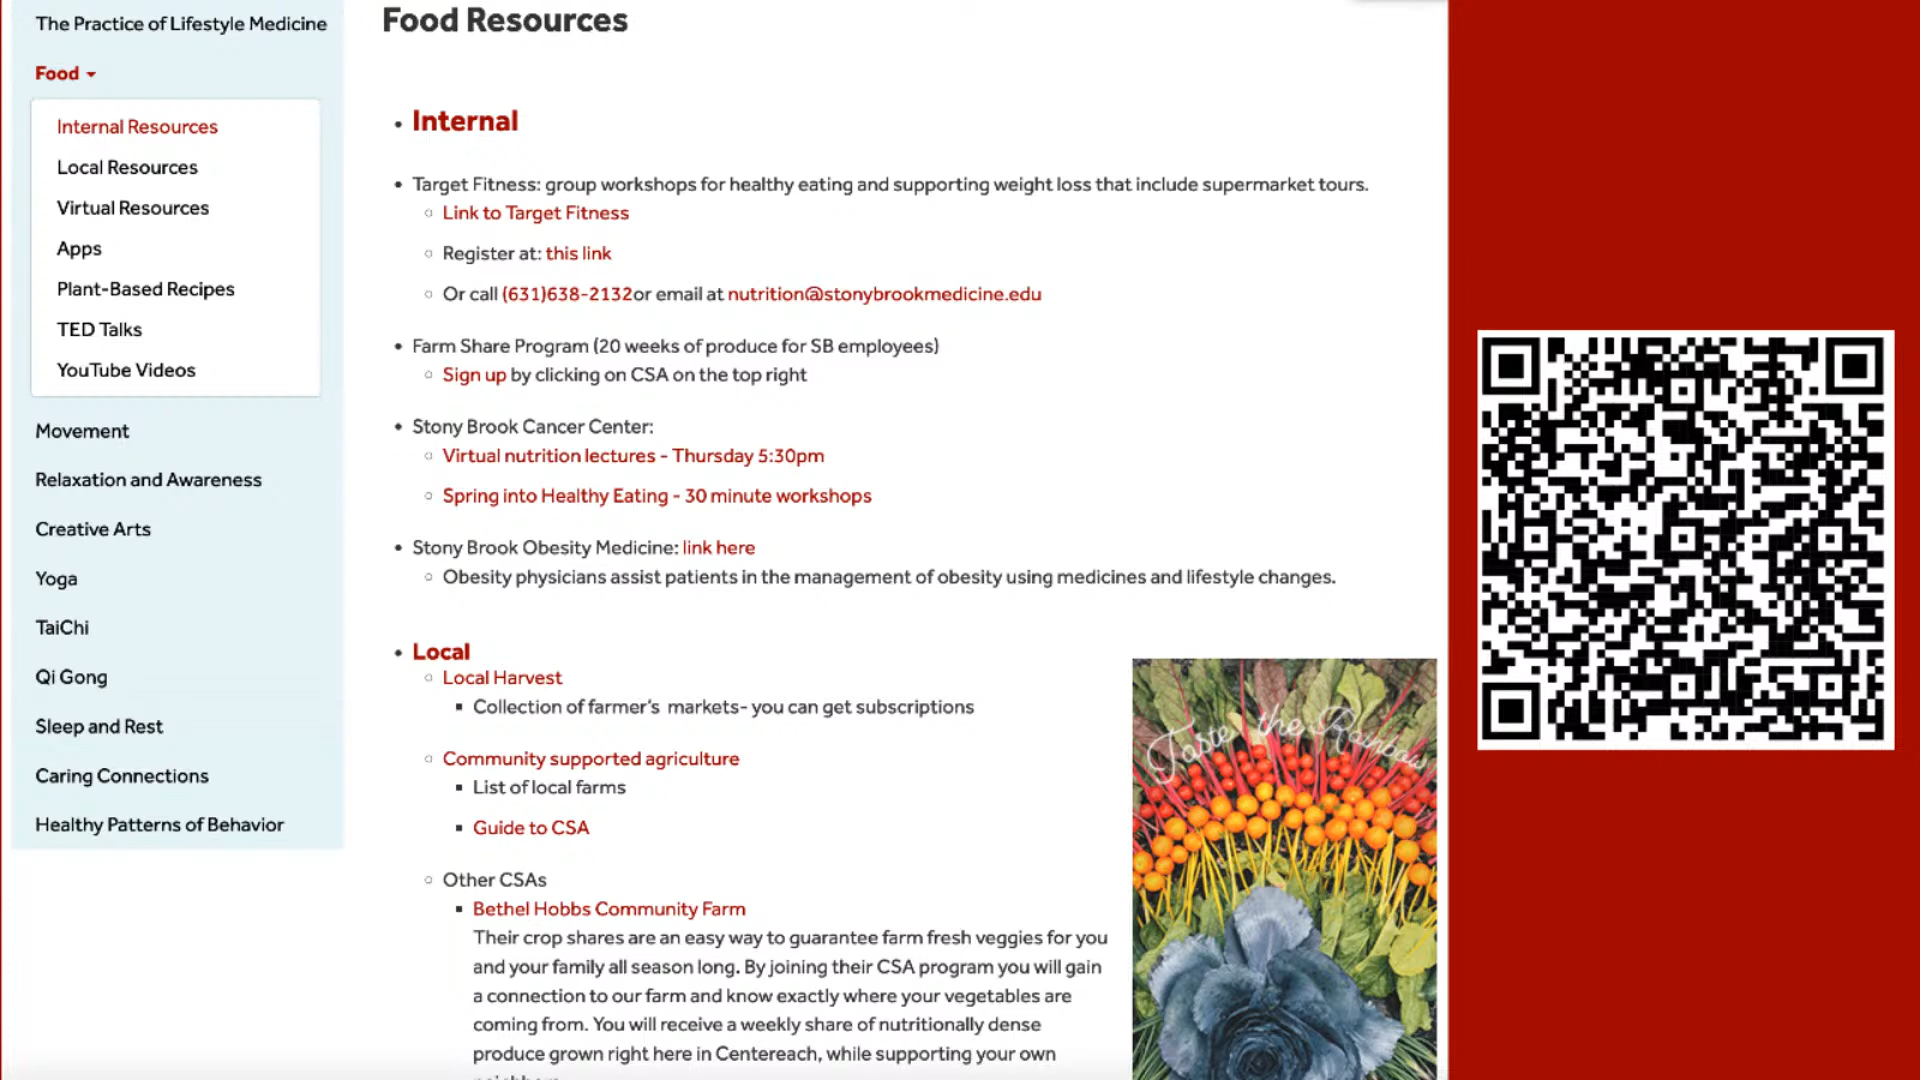 The Practice of Lifestyle Medicine
Food
Internal Resources
Local Resources
Virtual Resources
Apps
Plant-Based Recipes
TED Talks
YouTube Videos
Movement
Relaxation and Awareness
Creative Arts
Yoga
TaiChi
Qi Gong
Sleep and Rest
Caring Connections
Healthy Patterns of Behavior
Food Resources
Internal
Target Fitness: group workshops for healthy eating and supporting weight loss that include supermarket tours.
Link to Target Fitness
Register at: this link
Or call (631)638-2132or email at nutrition@stonybrookmedicine.edu
Farm Share Program (20 weeks of produce for SB employees)
Sign up by clicking on CSA on the top right
Stony Brook Cancer Center:
Virtual nutrition lectures - Thursday 5:30pm
Spring into Healthy Eating - 30 minute workshops
Stony Brook Obesity Medicine: link here
Obesity physicians assist patients in the management of obesity using medicines and lifestyle changes.
Local
Local Harvest
Collection of farmer's markets- you can get subscriptions
Community supported agriculture
List of local farms
Guide to CSA
Other CSAs
Bethel Hobbs Community Farm
Their crop shares are an easy way to guarantee farm fresh veggies for you
and your family all season long. By joining their CSA program you will gain
a connection to our farm and know exactly where your vegetables are
coming from. You will receive a weekly share of nutritionally dense
produce grown right here in Centereach, while supporting your own
Taste the Rainbow